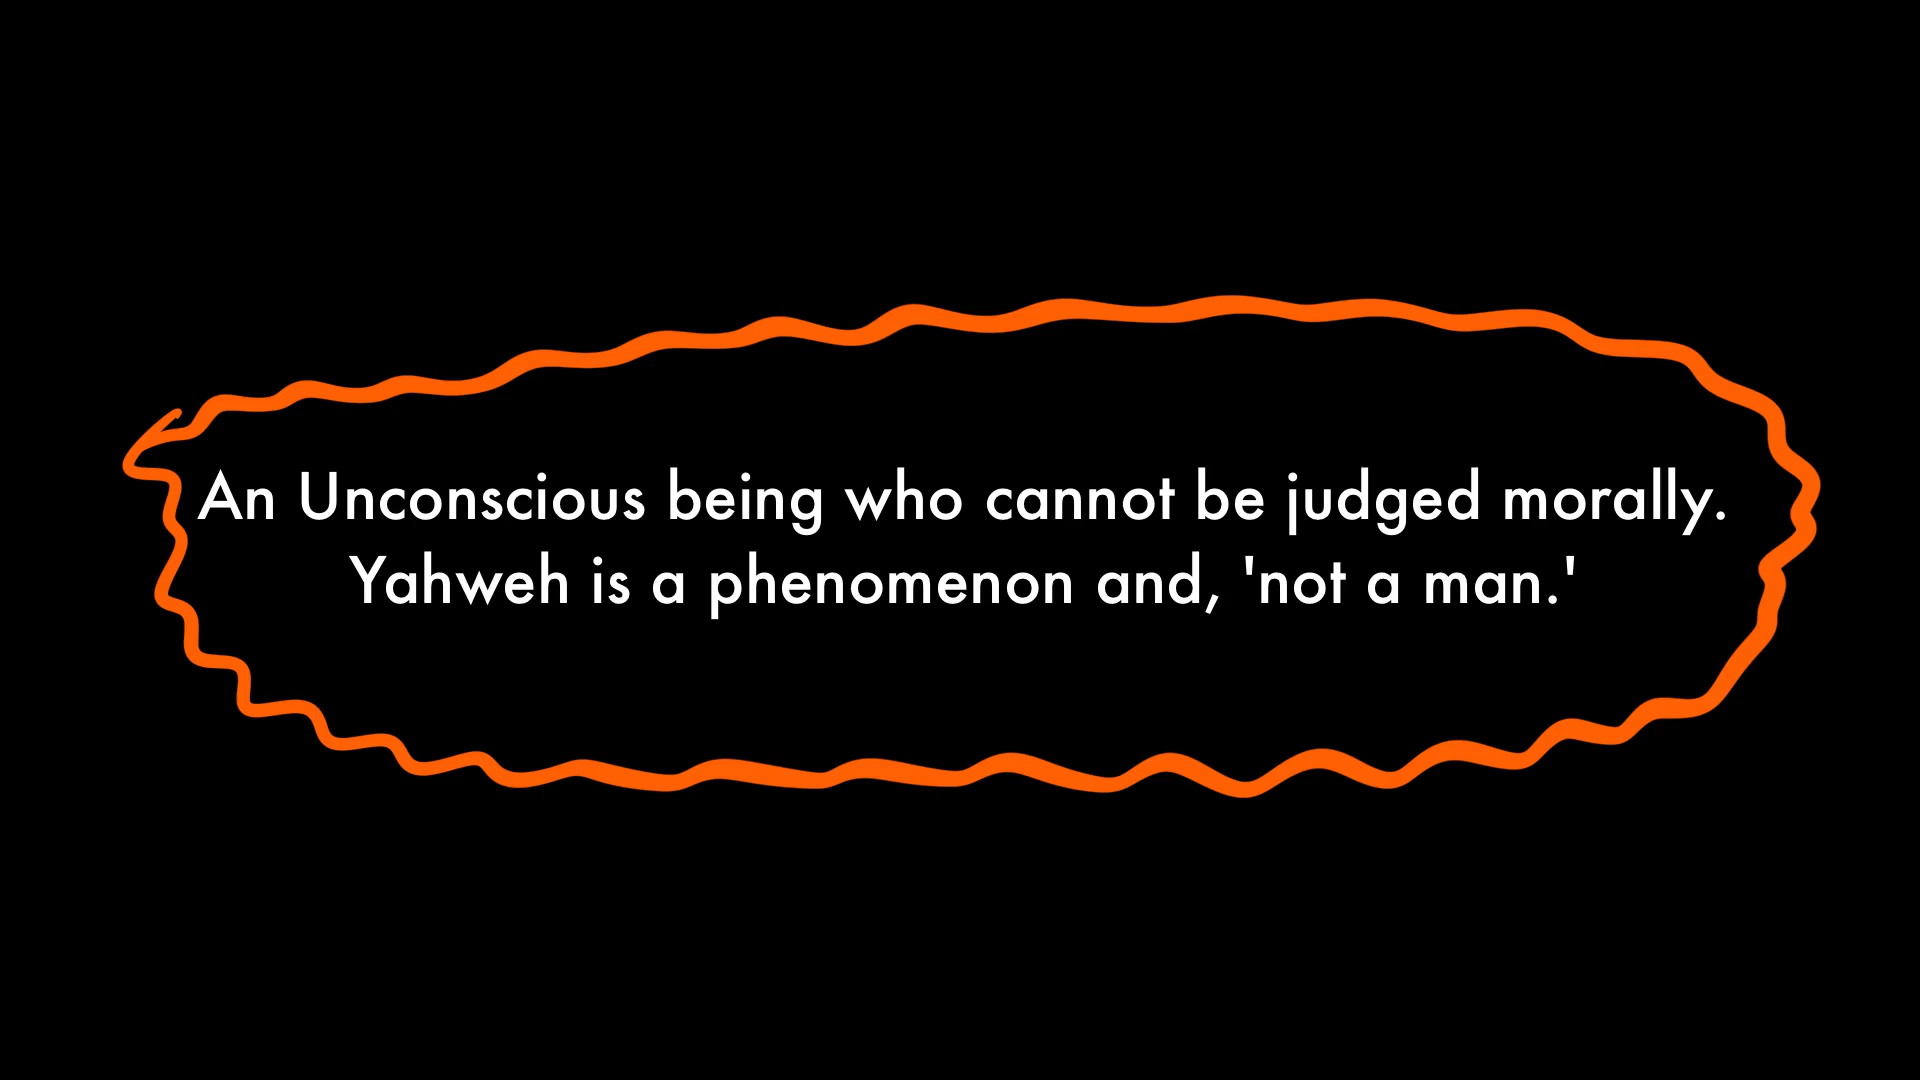 An Unconscious being who cannot be judged morally.
Yahweh is a phenomenon and, 'not a man.'